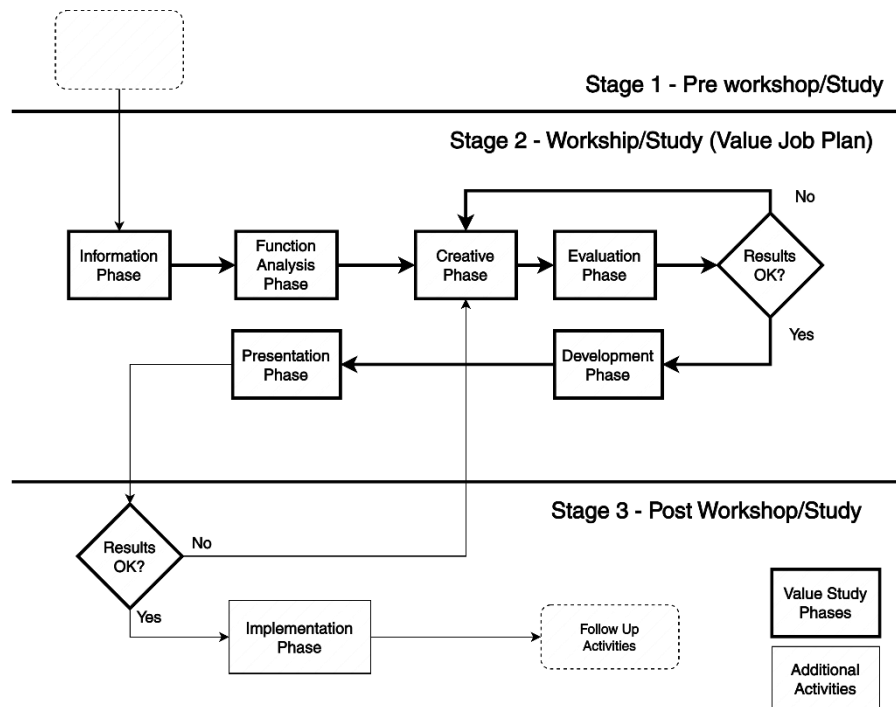 Stage 1 - Pre workshop/Study
Stage 2 - Workship/Study (Value Job Plan)
No
Information
Phase
Function
Analysis
Phase
Creative
Phase
Evaluation
Phase
Results
OK?
Yes
Presentation
Phase
Development
Phase
Stage 3 - Post Workshop/Study
Results
OK?
No
Yes
Implementation
Phase
Follow Up
Activities
Value Study
Phases
Additional
Activities